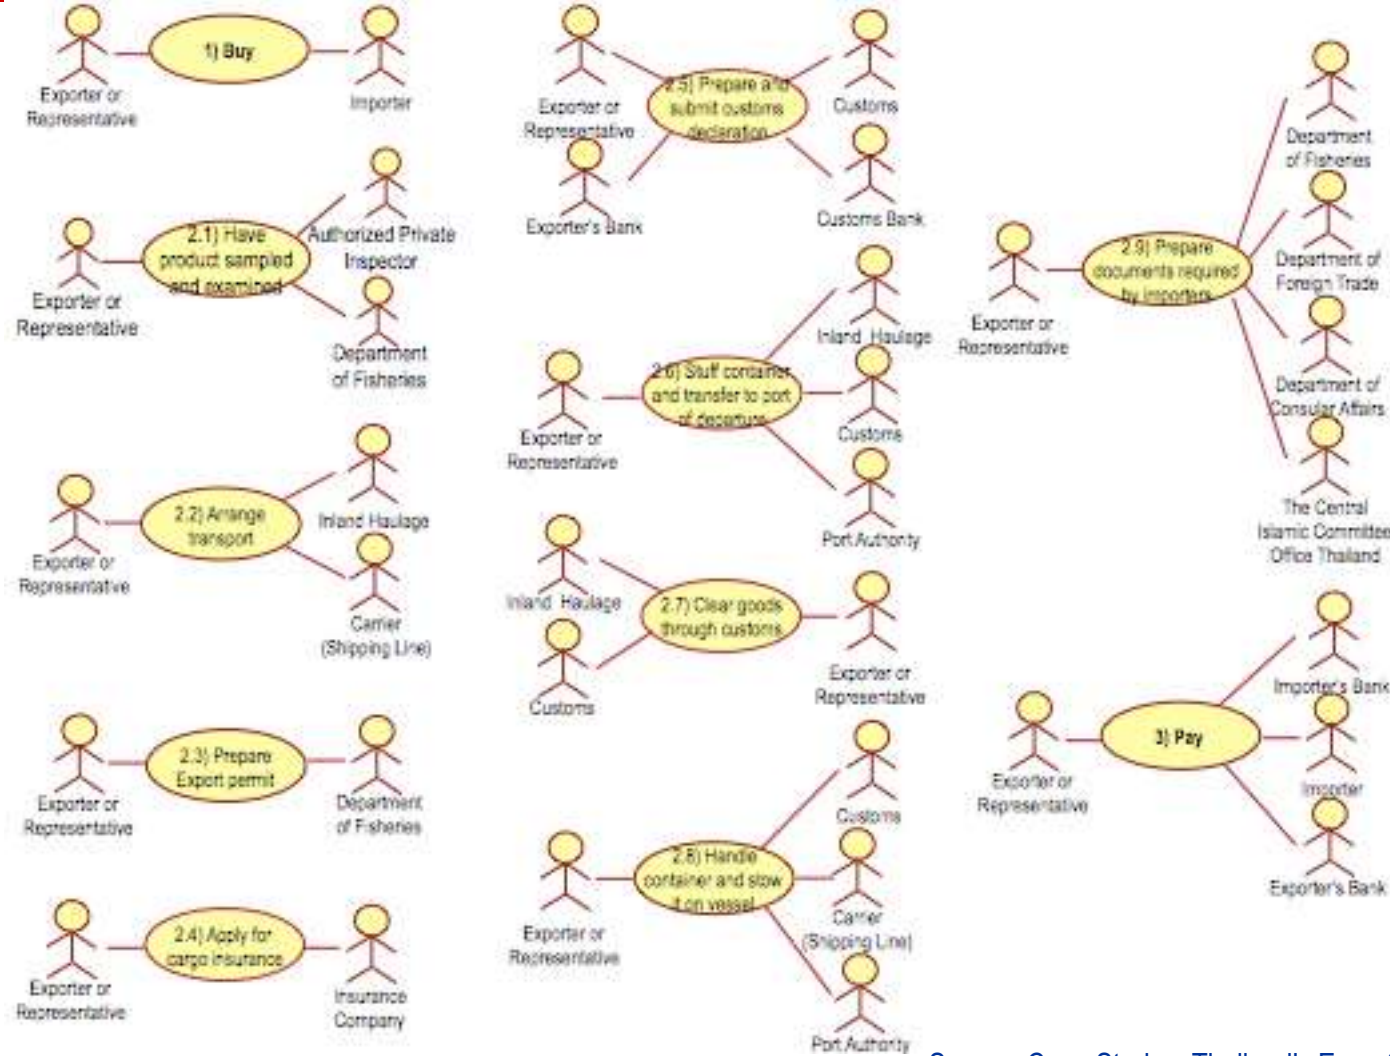 1) Buy
Exporter or
Representative
Importer
2.1) Have
product sampled
and examined
Exporter or
Representative
Authorized Private
Inspector
Department
of Fisheries
2.2) Arrange
transport
Exporter or
Representative
Inland Haulage
Carrier
(Shipping Line)
2.3) Prepare
Export permit
Exporter or
Representative
Department
of Fisheries
2.4) Apply for
cargo insurance
Exporter or
Representative
Insurance
Company
2.5) Prepare and
submit customs
declaration
Exporter or
Representative
Exporter's Bank
Customs
Customs Bank
2.6) Stuff container
and transfer to port
of departure
Exporter or
Representative
Inland Haulage
Customs
Port Authority
2.7) Clear goods
through customs
Inland Haulage
Customs
Exporter or
Representative
2.8) Handle
container and stow
it on vessel
Exporter or
Representative
Customs
Carrier
(Shipping Line)
Port Authority
2.9) Prepare
documents required
by importers
Exporter or
Representative
Department
of Fisheries
Department of
Foreign Trade
Department of
Consular Affairs
The Central
Islamic Committee
Office Thailand
3) Pay
Exporter or
Representative
Importer's Bank
Importer
Exporter's Bank